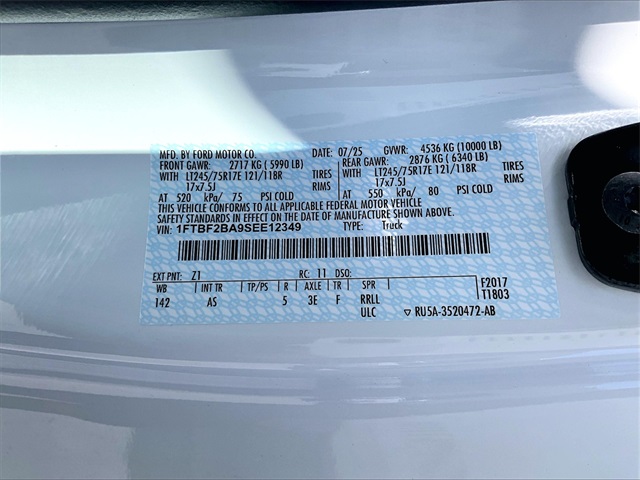 MFD. BY FORD MOTOR CO. 07/25 GVWR: 4536 KG (10000 LB)
FRONT GAWR: 2717 KG ( 5990 LB) REAR GAWR: 2876 KG ( 6340 LB)
WITH LT245/75R17E 121/118R TIRES WITH LT245/75R17E 121/118R TIRES
17x7.5J RIMS 17x7.5J RIMS
AT 520 kPa/ 75 PSI COLD AT 550 kPa/ 80 PSI COLD
THIS VEHICLE CONFORMS TO ALL APPLICABLE FEDERAL MOTOR VEHICLE
SAFETY STANDARDS IN EFFECT ON THE DATE OF MANUFACTURE SHOWN ABOVE.
VIN: 1FTBF2BA9SEE12349 TYPE: Truck
EXT PNT: Z1 RC: 11 DSO:
WB INT TR TP/PS R AXLE TR SPR F2017
142 AS 5 3E F RRLL T1803
ULC RU5A-3520472-AB